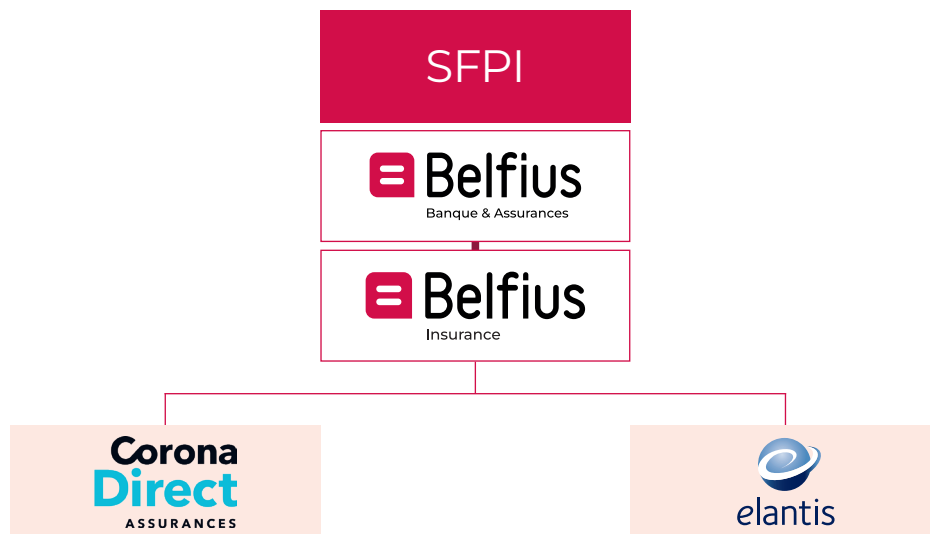 SFPI
Belfius
Banque & Assurances
Belfius
Insurance
Corona
Direct
ASSURANCES
elantis